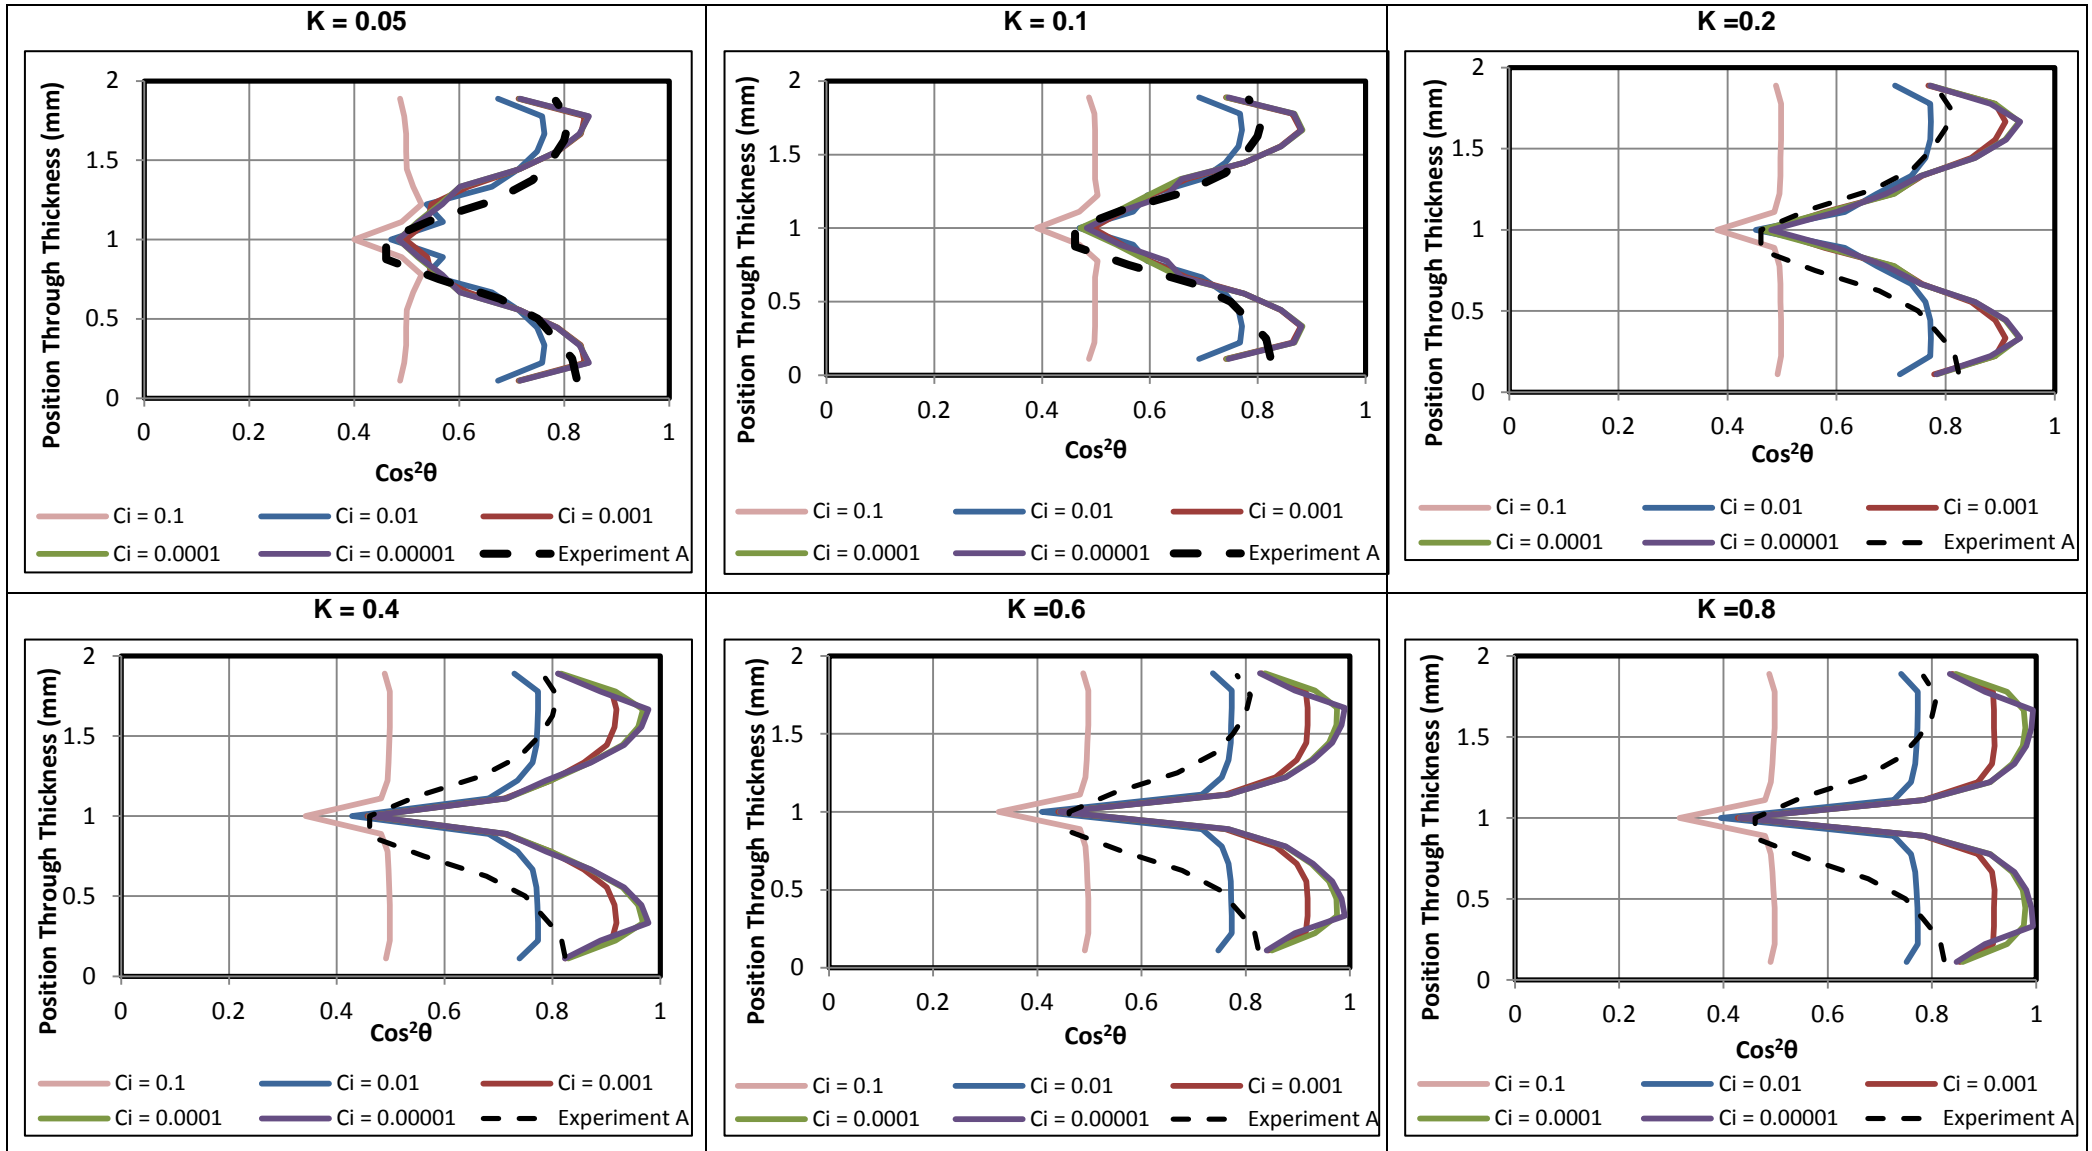 K = 0.05
Position Through Thickness (mm)
2
1.5
1
0.5
0
0 0.2 0.4 0.6 0.8 1
Cos²θ
Ci = 0.1 Ci = 0.01 Ci = 0.001
Ci = 0.0001 Ci = 0.00001 Experiment A
K = 0.1
Position Through Thickness (mm)
2
1.5
1
0.5
0
0 0.2 0.4 0.6 0.8 1
Cos²θ
Ci = 0.1 Ci = 0.01 Ci = 0.001
Ci = 0.0001 Ci = 0.00001 Experiment A
K =0.2
Position Through Thickness (mm)
2
1.5
1
0.5
0
0 0.2 0.4 0.6 0.8 1
Cos²θ
Ci = 0.1 Ci = 0.01 Ci = 0.001
Ci = 0.0001 Ci = 0.00001 Experiment A
K = 0.4
Position Through Thickness (mm)
2
1.5
1
0.5
0
0 0.2 0.4 0.6 0.8 1
Cos²θ
Ci = 0.1 Ci = 0.01 Ci = 0.001
Ci = 0.0001 Ci = 0.00001 Experiment A
K =0.6
Position Through Thickness (mm)
2
1.5
1
0.5
0
0 0.2 0.4 0.6 0.8 1
Cos²θ
Ci = 0.1 Ci = 0.01 Ci = 0.001
Ci = 0.0001 Ci = 0.00001 Experiment A
K =0.8
Position Through Thickness (mm)
2
1.5
1
0.5
0
0 0.2 0.4 0.6 0.8 1
Cos²θ
Ci = 0.1 Ci = 0.01 Ci = 0.001
Ci = 0.0001 Ci = 0.00001 Experiment A